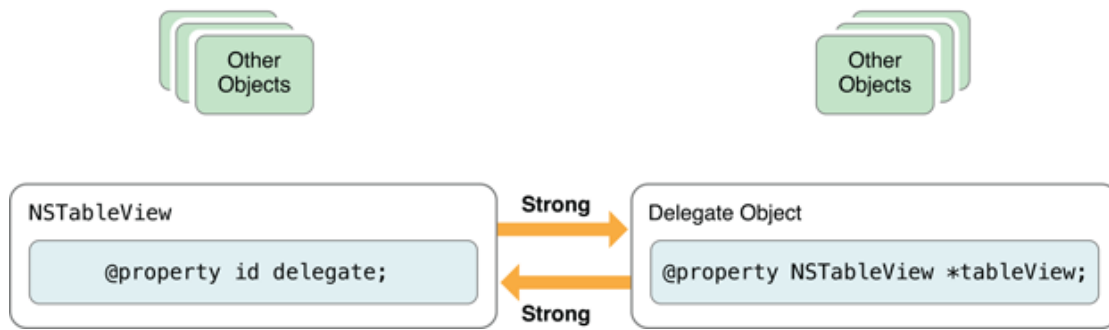 Other
Objects
Other
Objects
NSTableView
@property id delegate;
Strong
Strong
Delegate Object
@property NSTableView *tableView;